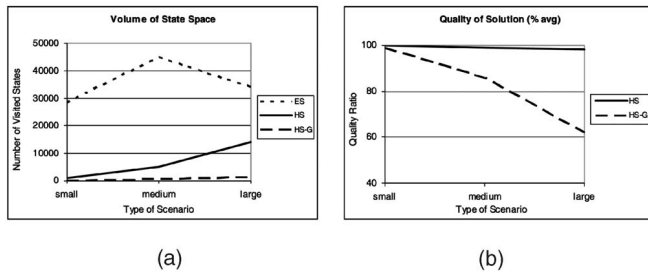 Volume of State Space
Number of Visited States
50000
40000
30000
20000
10000
0
small
medium
large
Type of Scenario
ES
HS
HS-G
(a)
Quality of Solution (% avg)
Quality Ratio
100
80
60
40
small
medium
large
Type of Scenario
HS
HS-G
(b)